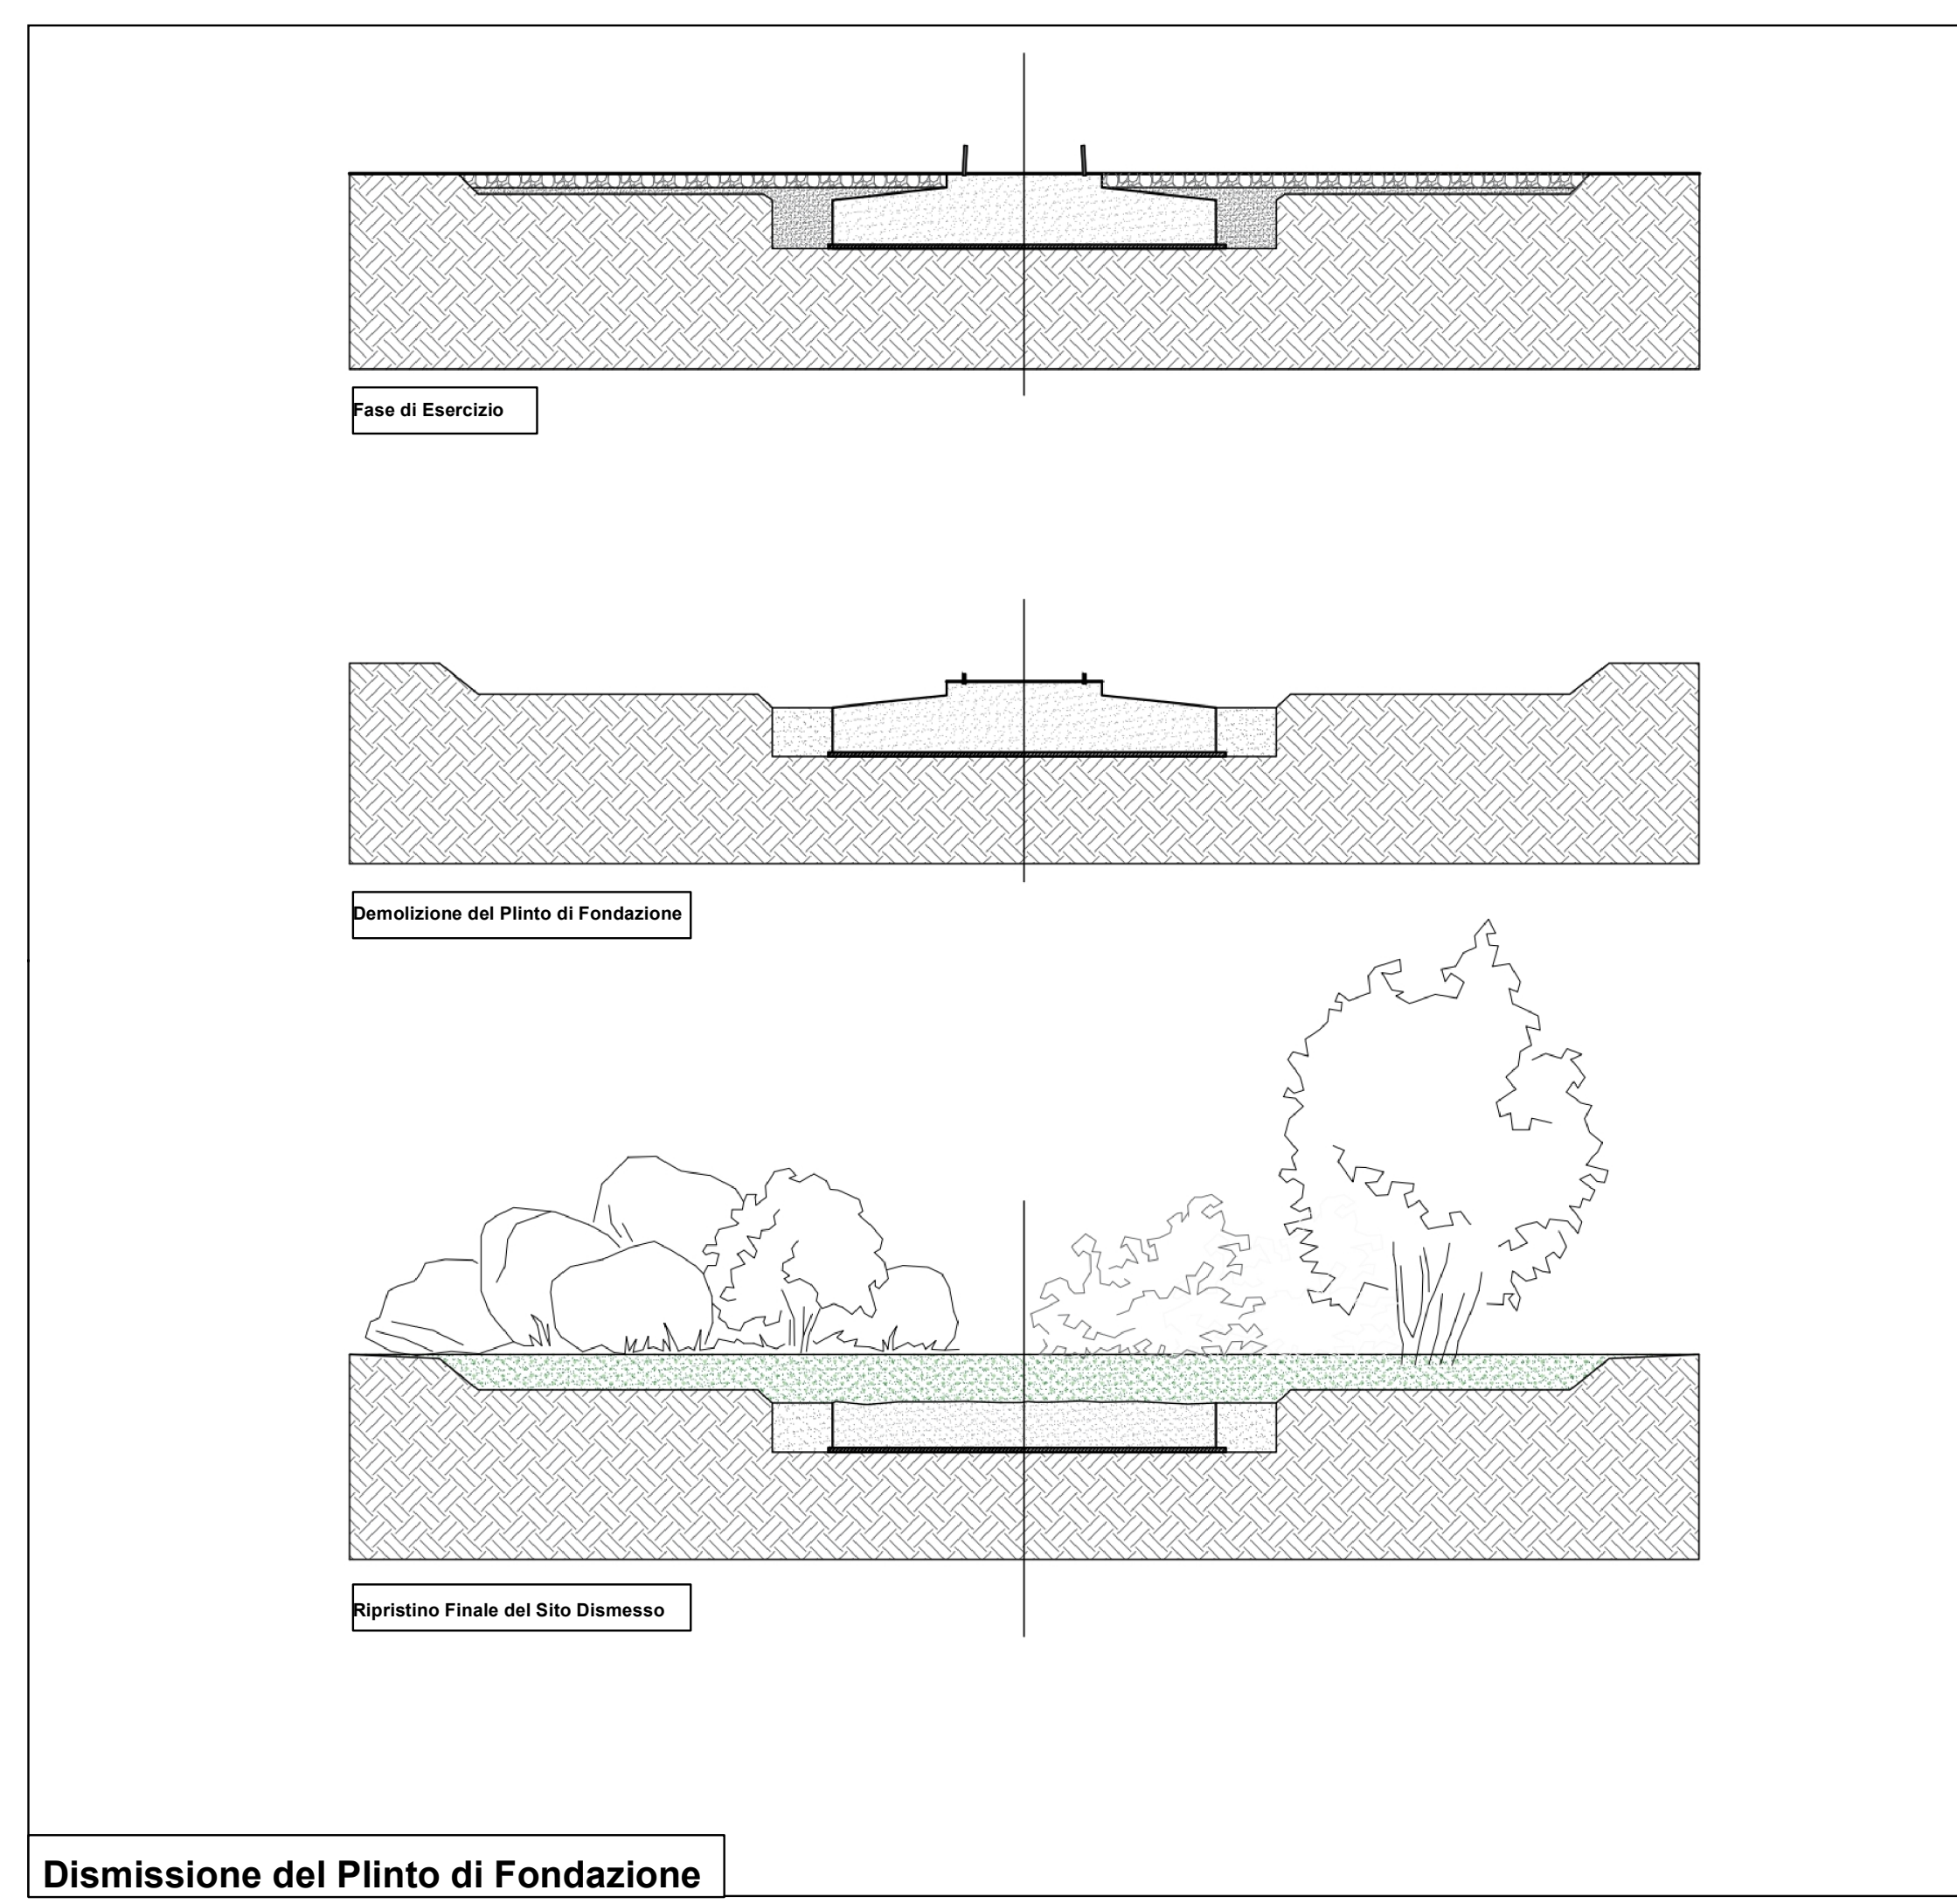 Fase di Esercizio
Demolizione del Plinto di Fondazione
Ripristino Finale del Sito Dismesso
Dismissione del Plinto di Fondazione